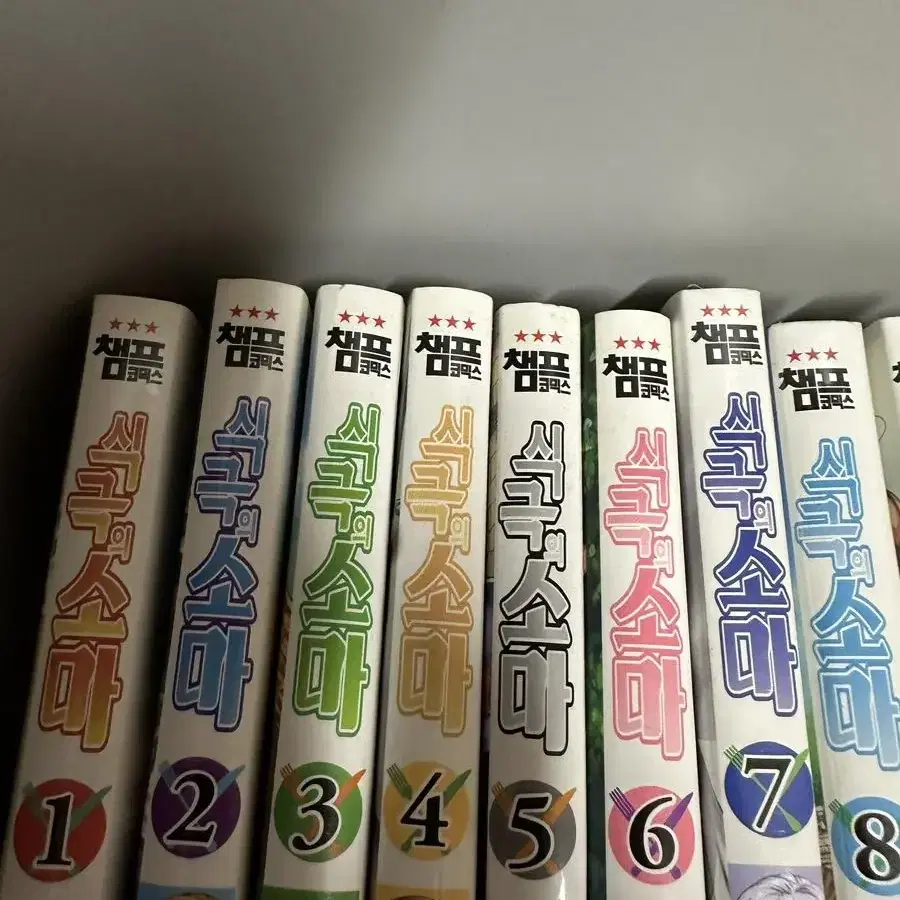 ★★★
챔프
코믹스
식극의 소마
1
★★★
챔프
코믹스
식극의 소마
2
★★★
챔프
코믹스
식극의 소마
3
★★★
챔프
코믹스
식극의 소마
4
★★★
챔프
코믹스
식극의 소마
5
★★★
챔프
코믹스
식극의 소마
6
★★★
챔프
코믹스
식극의 소마
7
★★★
챔프
코믹스
식극의 소마
8